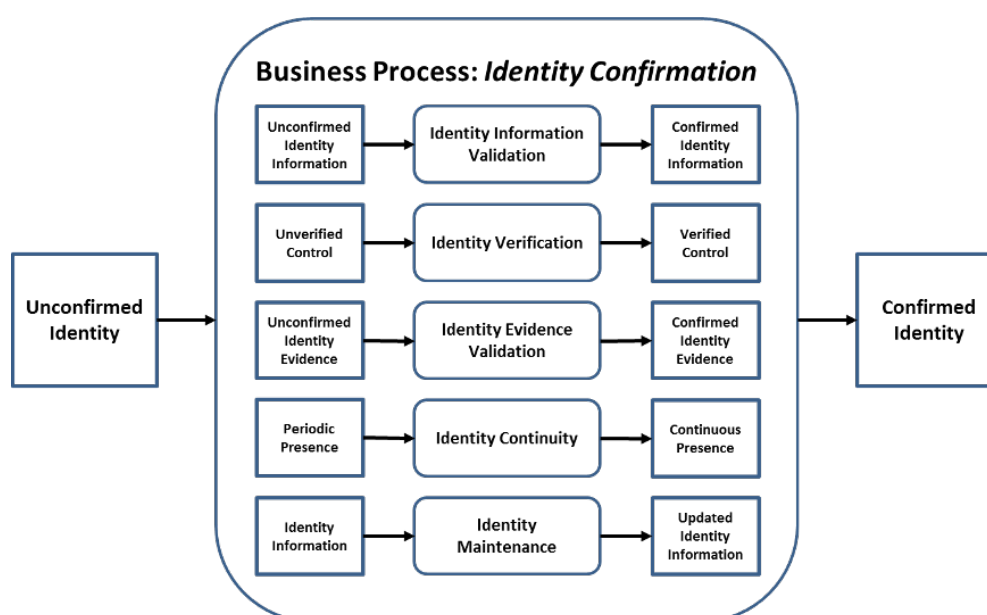 Business Process: Identity Confirmation
Unconfirmed
Identity
Information
Identity Information
Validation
Confirmed
Identity
Information
Unverified
Control
Identity Verification
Verified
Control
Unconfirmed
Identity
Unconfirmed
Identity
Evidence
Identity Evidence
Validation
Confirmed
Identity
Evidence
Confirmed
Identity
Periodic
Presence
Identity Continuity
Continuous
Presence
Identity
Information
Identity
Maintenance
Updated
Identity
Information